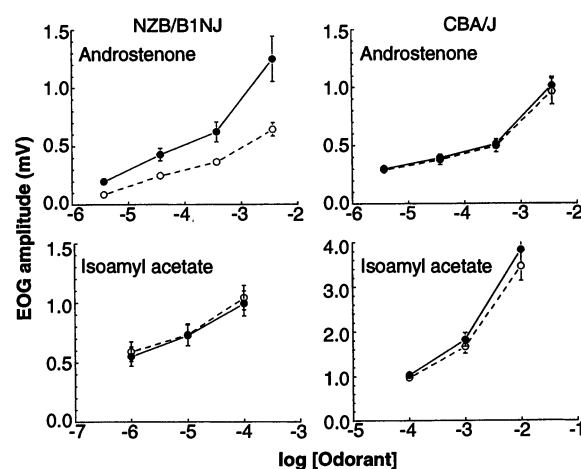 NZB/B1NJ
CBA/J
EOG amplitude (mV)
Androstenone
1.5
1.0
0.5
0.0
-6 -5 -4 -3 -2
Androstenone
1.5
1.0
0.5
0.0
-6 -5 -4 -3 -2 -1
Isoamyl acetate
1.5
1.0
0.5
0.0
-7 -6 -5 -4 -3
Isoamyl acetate
4.0
3.0
2.0
1.0
-5 -4 -3 -2 -1
log [Odorant]